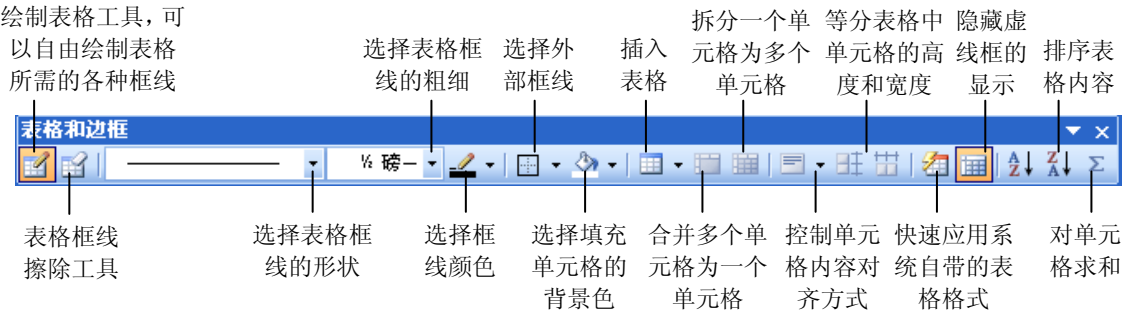 绘制表格工具，可
以自由绘制表格
所需的各种框线
选择表格框
线的粗细
选择外
部框线
插入
表格
拆分一个单
元格为多个
单元格
等分表格中
单元格的高
度和宽度
隐藏虚
线框的
显示
排序表
格内容
表格和边框
½ 磅
表格框线
擦除工具
选择表格框
线的形状
选择框
线颜色
选择填充
单元格的
背景色
合并多个单
元格为一个
单元格
控制单元
格内容对
齐方式
快速应用系
统自带的表
格格式
对单元
格求和